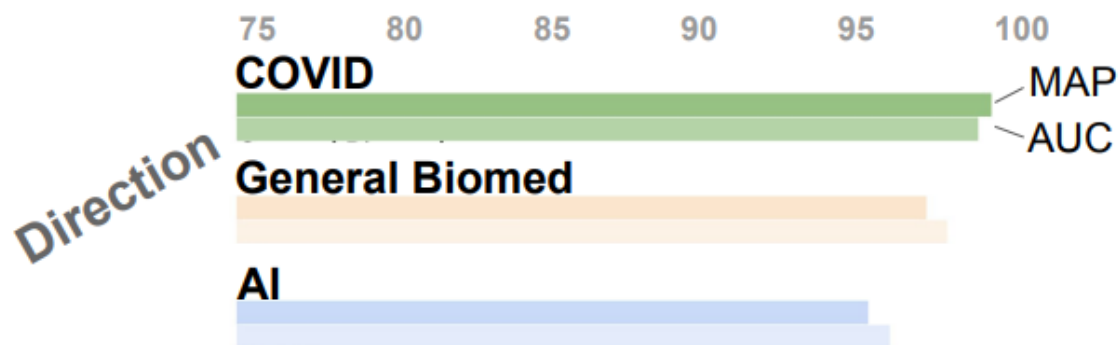 75 80 85 90 95 100
COVID
MAP
AUC
Direction
General Biomed
AI